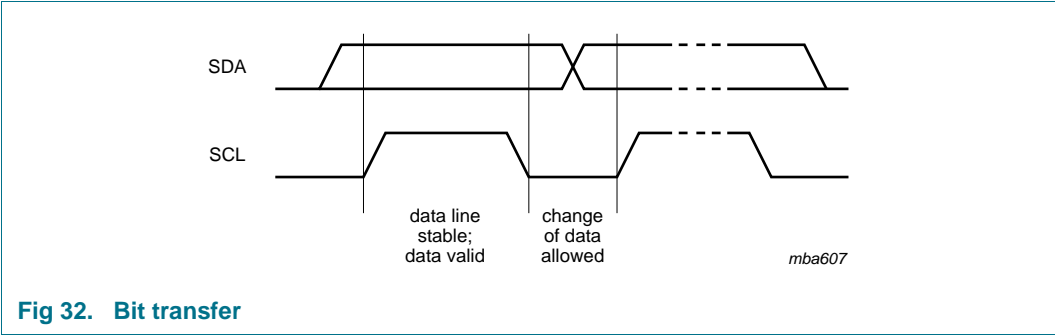 SDA
SCL
data line
stable;
data valid
change
of data
allowed
mba607
Fig 32. Bit transfer